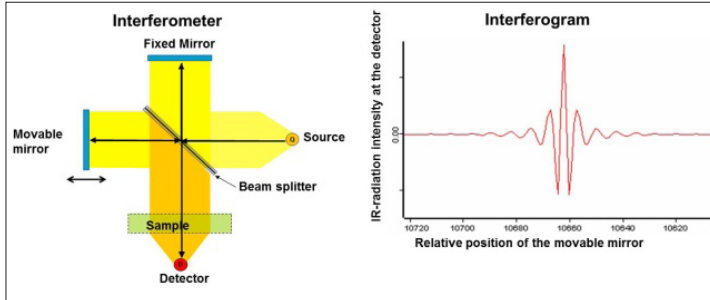 Interferometer
Fixed Mirror
Movable
mirror
Source
Beam splitter
Sample
Detector
Interferogram
IR-radiation intensity at the detector
0.00
10720 10700 10680 10660 10640 10620
Relative position of the movable mirror